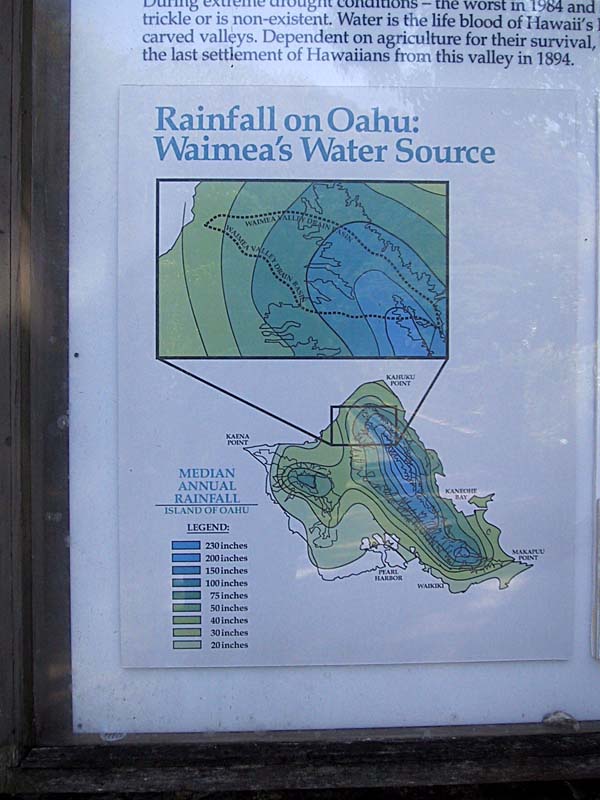 During extreme drought conditions – the worst in 1984 and
trickle or is non-existent. Water is the life blood of Hawaii's
carved valleys. Dependent on agriculture for their survival,
the last settlement of Hawaiians from this valley in 1894.
Rainfall on Oahu:
Waimea's Water Source
WAIMEA VALLEY DRAIN BASIN
WAIMEA VALLEY DRAIN BASIN
KAHUKU
POINT
KAENA
POINT
MEDIAN
ANNUAL
RAINFALL
ISLAND OF OAHU
KANEOHE
BAY
MAKAPUU
POINT
PEARL
HARBOR
WAIKIKI
LEGEND:
230 inches
200 inches
150 inches
100 inches
75 inches
50 inches
40 inches
30 inches
20 inches